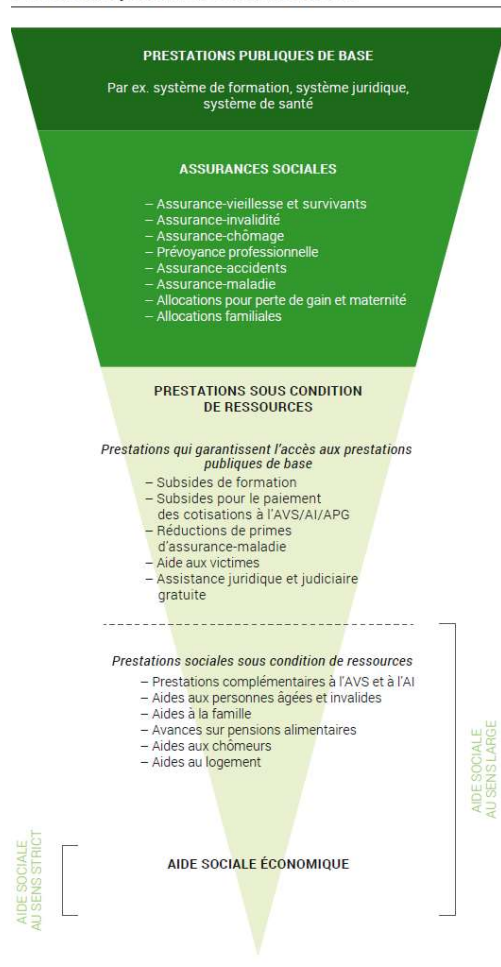 PRESTATIONS PUBLIQUES DE BASE
Par ex. système de formation, système juridique,
système de santé
ASSURANCES SOCIALES
– Assurance-vieillesse et survivants
– Assurance-invalidité
– Assurance-chômage
– Prévoyance professionnelle
– Assurance-accidents
– Assurance-maladie
– Allocations pour perte de gain et maternité
– Allocations familiales
PRESTATIONS SOUS CONDITION
DE RESSOURCES
Prestations qui garantissent l'accès aux prestations
publiques de base
– Subsides de formation
– Subsides pour le paiement
des cotisations à l'AVS/AI/APG
– Réductions de primes
d'assurance-maladie
– Aide aux victimes
– Assistance juridique et judiciaire
gratuite
Prestations sociales sous condition de ressources
– Prestations complémentaires à l'AVS et à l'AI
– Aides aux personnes âgées et invalides
– Aides à la famille
– Avances sur pensions alimentaires
– Aides aux chômeurs
– Aides au logement
AIDE SOCIALE
AU SENS LARGE
AIDE SOCIALE
AU SENS STRICT
AIDE SOCIALE ÉCONOMIQUE